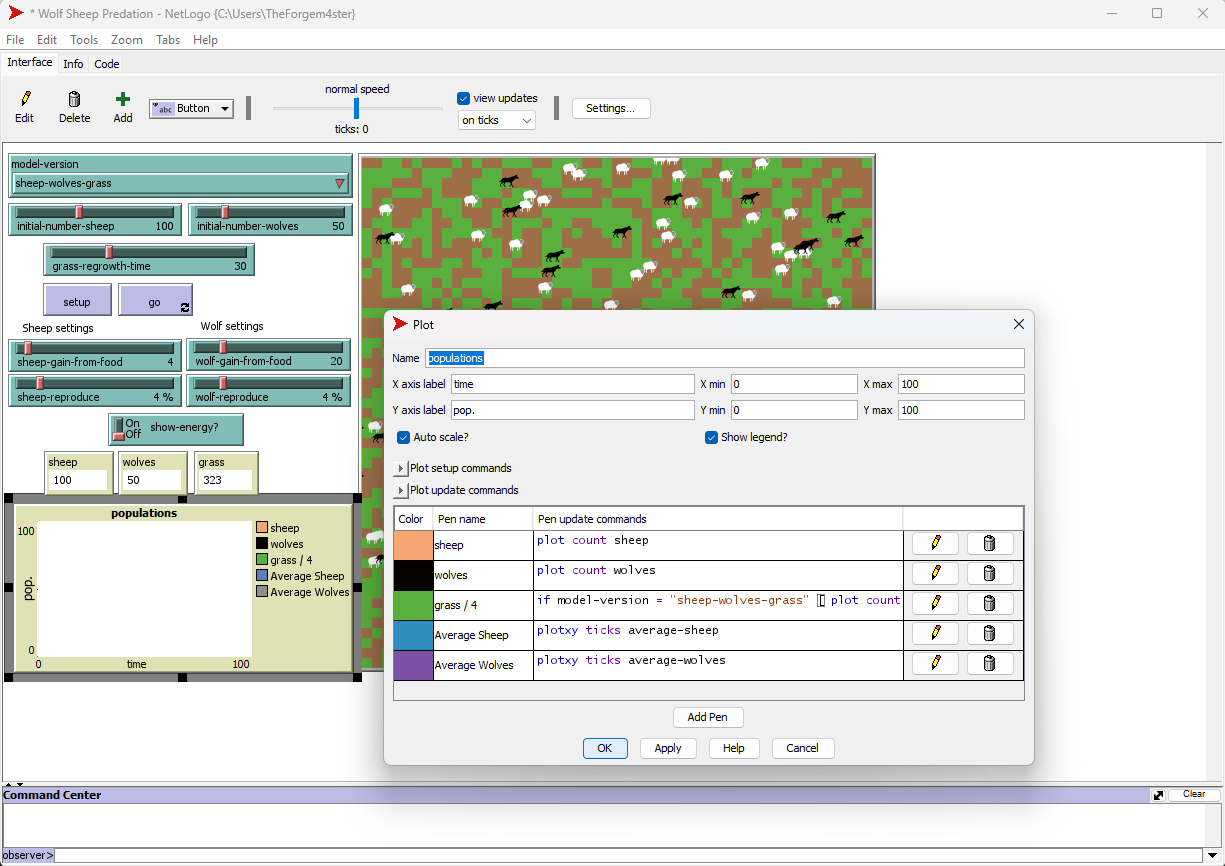 * Wolf Sheep Predation - NetLogo {C:\Users\TheForgem4ster}
File Edit Tools Zoom Tabs Help
Interface Info Code
Edit Delete Add abc Button normal speed ticks: 0 view updates on ticks Settings...
model-version
sheep-wolves-grass
initial-number-sheep 100 initial-number-wolves 50
grass-regrowth-time 30
setup go
Sheep settings Wolf settings
sheep-gain-from-food 4 wolf-gain-from-food 20
sheep-reproduce 4 % wolf-reproduce 4 %
On
Off show-energy?
sheep wolves grass
100 50 323
populations
100
pop.
0
0 time 100
sheep
wolves
grass / 4
Average Sheep
Average Wolves
Plot
Name populations
X axis label time X min 0 X max 100
Y axis label pop. Y min 0 Y max 100
Auto scale? Show legend?
Plot setup commands
Plot update commands
Color Pen name Pen update commands
sheep plot count sheep
wolves plot count wolves
grass / 4 if model-version = "sheep-wolves-grass" [ plot count
Average Sheep plotxy ticks average-sheep
Average Wolves plotxy ticks average-wolves
Add Pen
OK Apply Help Cancel
Command Center Clear
observer>